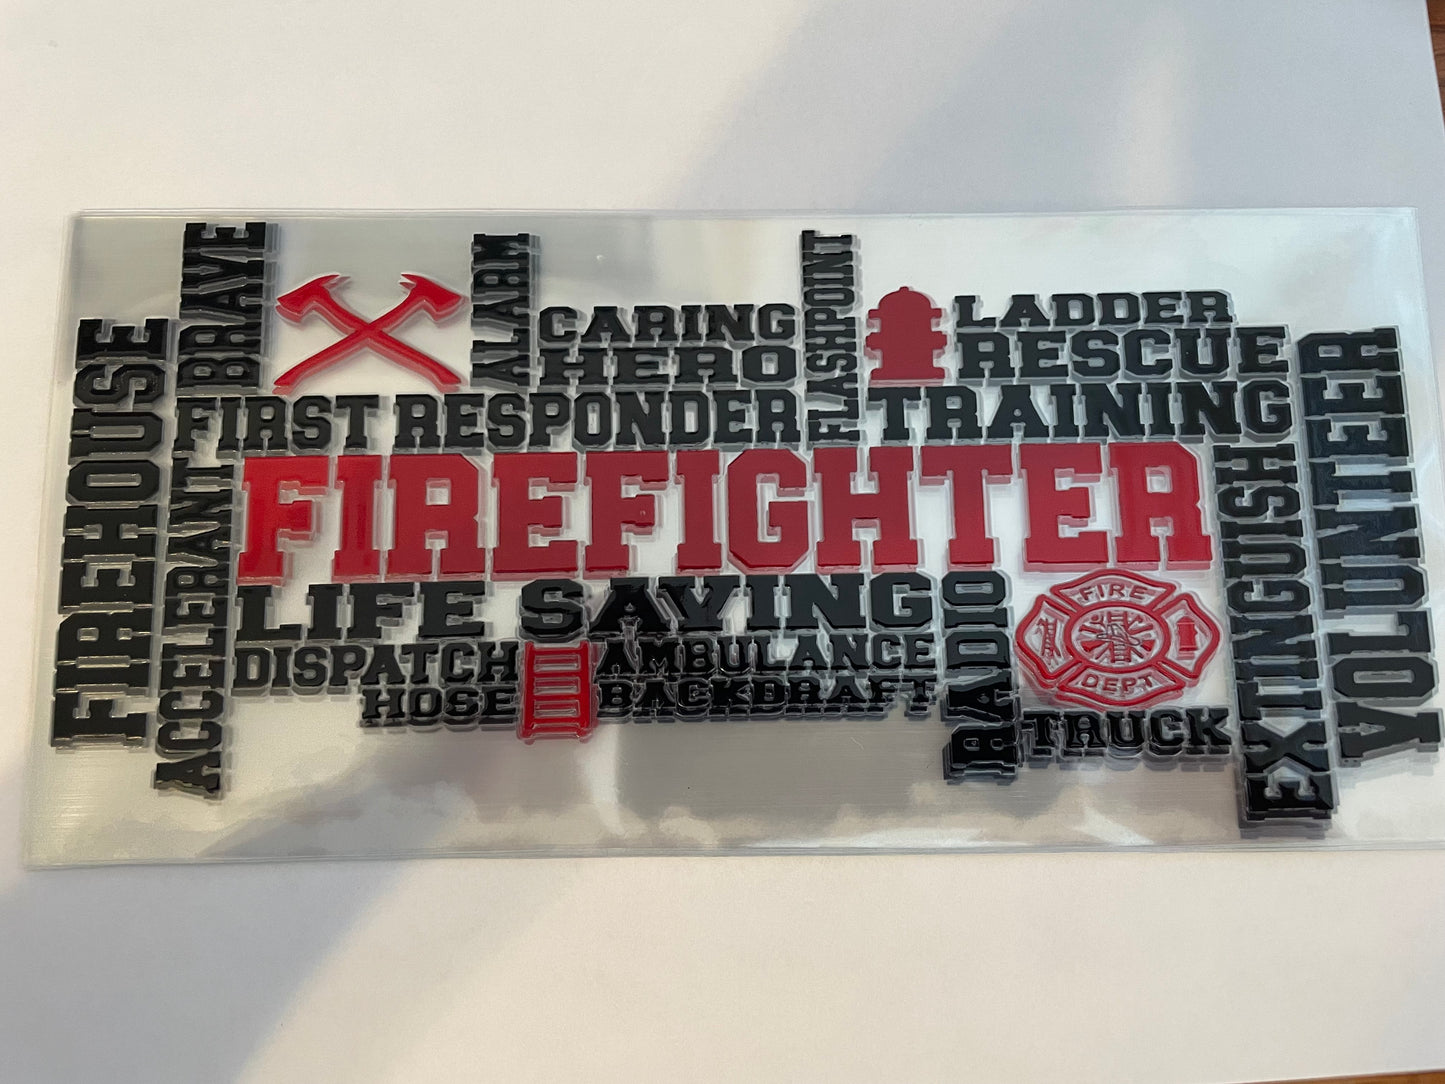 FIREHOUSE
BRAVE
ACCELERANT
ALARM
CARING
HERO
FLASHPOINT
LADDER
RESCUE
FIRST RESPONDER
TRAINING
FIREFIGHTER
LIFE SAVING
DISPATCH
AMBULANCE
HOSE
BACKDRAFT
RADIO
FIRE
DEPT
TRUCK
EXTINGUISH
VOLUNTEER